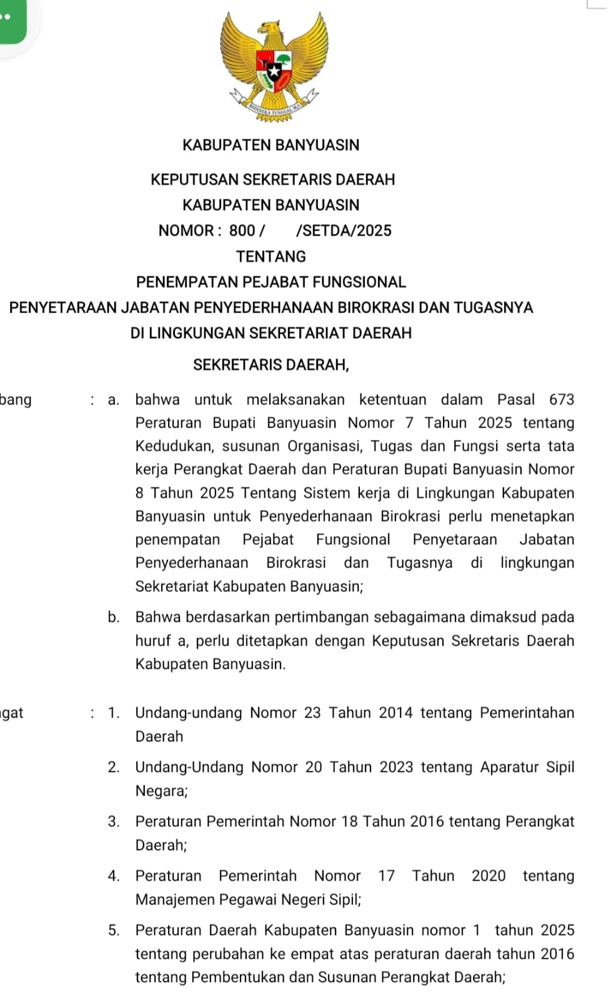 BHINNEKA TUNGGAL IKA
KABUPATEN BANYUASIN
KEPUTUSAN SEKRETARIS DAERAH
KABUPATEN BANYUASIN
NOMOR : 800 / /SETDA/2025
TENTANG
PENEMPATAN PEJABAT FUNGSIONAL
PENYETARAAN JABATAN PENYEDERHANAAN BIROKRASI DAN TUGASNYA
DI LINGKUNGAN SEKRETARIAT DAERAH
SEKRETARIS DAERAH,
bang : a. bahwa untuk melaksanakan ketentuan dalam Pasal 673
Peraturan Bupati Banyuasin Nomor 7 Tahun 2025 tentang
Kedudukan, susunan Organisasi, Tugas dan Fungsi serta tata
kerja Perangkat Daerah dan Peraturan Bupati Banyuasin Nomor
8 Tahun 2025 Tentang Sistem kerja di Lingkungan Kabupaten
Banyuasin untuk Penyederhanaan Birokrasi perlu menetapkan
penempatan Pejabat Fungsional Penyetaraan Jabatan
Penyederhanaan Birokrasi dan Tugasnya di lingkungan
Sekretariat Kabupaten Banyuasin;
b. Bahwa berdasarkan pertimbangan sebagaimana dimaksud pada
huruf a, perlu ditetapkan dengan Keputusan Sekretaris Daerah
Kabupaten Banyuasin.
gat : 1. Undang-undang Nomor 23 Tahun 2014 tentang Pemerintahan
Daerah
2. Undang-Undang Nomor 20 Tahun 2023 tentang Aparatur Sipil
Negara;
3. Peraturan Pemerintah Nomor 18 Tahun 2016 tentang Perangkat
Daerah;
4. Peraturan Pemerintah Nomor 17 Tahun 2020 tentang
Manajemen Pegawai Negeri Sipil;
5. Peraturan Daerah Kabupaten Banyuasin nomor 1 tahun 2025
tentang perubahan ke empat atas peraturan daerah tahun 2016
tentang Pembentukan dan Susunan Perangkat Daerah;